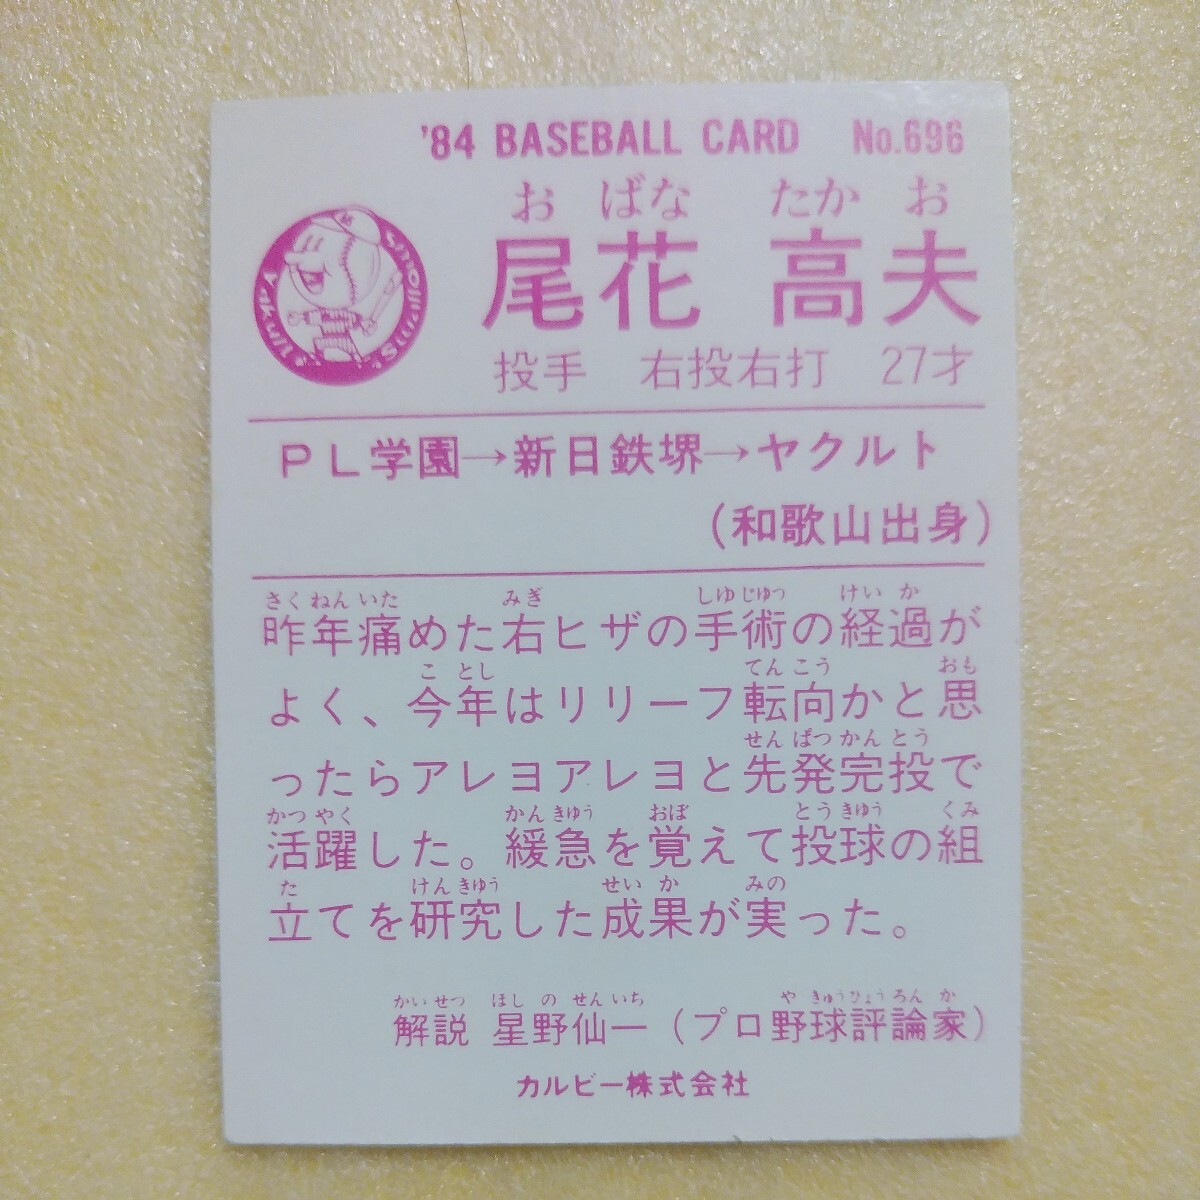 '84 BASEBALL CARD No.696
おばな たかお
尾花 高夫
Yakult Swallows
投手 右投右打 27才
PL学園→新日鉄堺→ヤクルト
(和歌山出身)
さくねんいた みぎ しゆじゆつ けいか
昨年痛めた右ヒザの手術の経過が
ことし てんこう おも
よく、今年はリリーフ転向かと思
せんぱつかんとう
ったらアレヨアレヨと先発完投で
かつやく かんきゆう おぼ とうきゆう くみ
活躍した。緩急を覚えて投球の組
た けんきゆう せいか みの
立てを研究した成果が実った。
かいせつ ほしのせんいち やきゆうひようろんか
解説 星野仙一(プロ野球評論家)
カルビー株式会社